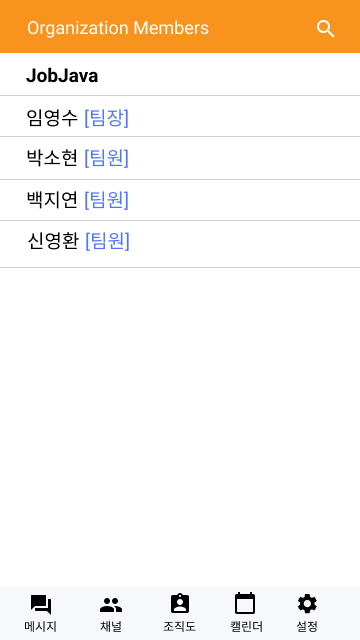 Organization Members
JobJava
임영수 [팀장]
박소현 [팀원]
백지연 [팀원]
신영환 [팀원]
메시지 채널 조직도 캘린더 설정